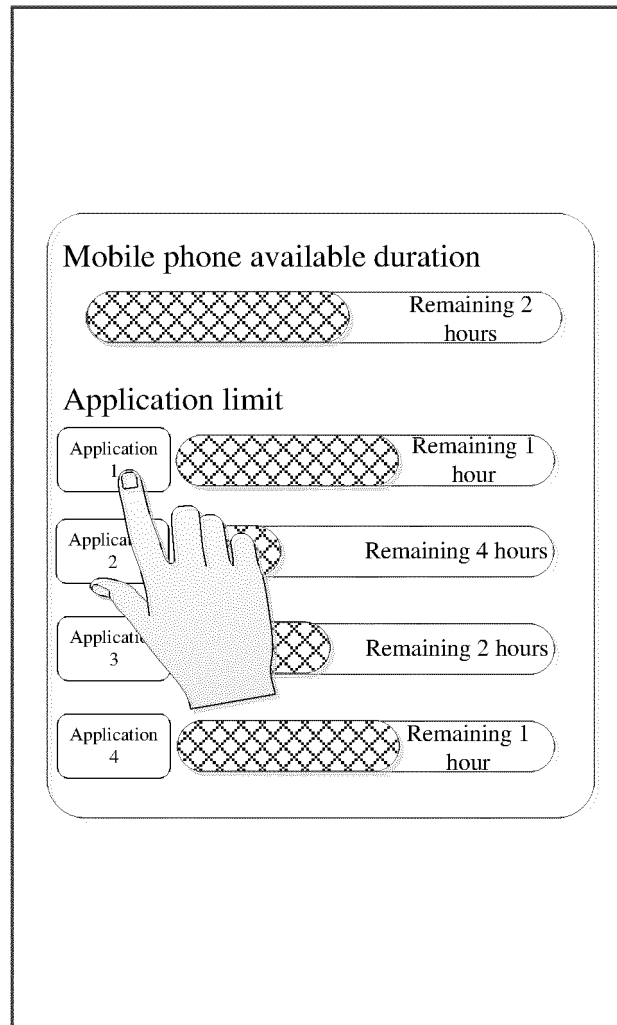 Mobile phone available duration
Remaining 2
hours
Application limit
Application
1
Remaining 1
hour
2
Remaining 4 hours
3
Remaining 2 hours
Application
4
Remaining 1
hour